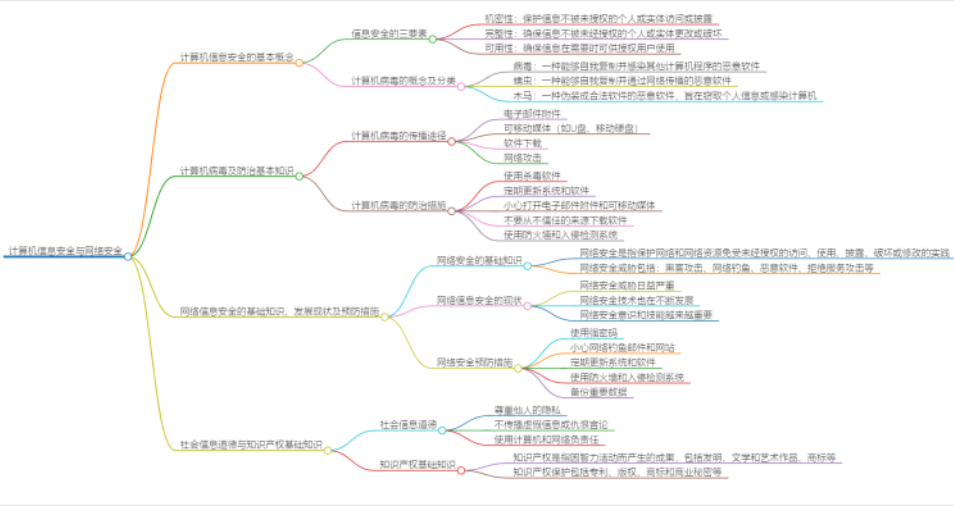 计算机信息安全与网络安全
计算机信息安全的基本概念
信息安全的三要素
机密性：保护信息不被未授权的个人或实体访问或披露
完整性：确保信息不被未经授权的个人或实体更改或破坏
可用性：确保信息在需要时可供授权用户使用
计算机病毒的概念及分类
病毒：一种能够自我复制并感染其他计算机程序的恶意软件
蠕虫：一种能够自我复制并通过网络传播的恶意软件
木马：一种伪装成合法软件的恶意软件，旨在窃取个人信息或感染计算机
计算机病毒及防治基本知识
计算机病毒的传播途径
电子邮件附件
可移动媒体（如U盘、移动硬盘）
软件下载
网络攻击
计算机病毒的防治措施
使用杀毒软件
定期更新系统和软件
小心打开电子邮件附件和可移动媒体
不要从不信任的来源下载软件
使用防火墙和入侵检测系统
网络信息安全的基础知识、发展现状及预防措施
网络安全的基础知识
网络安全是指保护网络和网络资源免受未经授权的访问、使用、披露、破坏或修改的实践
网络安全威胁包括：黑客攻击、网络钓鱼、恶意软件、拒绝服务攻击等
网络信息安全的现状
网络安全威胁日益严重
网络安全技术也在不断发展
网络安全意识和技能越来越重要
网络安全预防措施
使用强密码
小心网络钓鱼邮件和网站
定期更新系统和软件
使用防火墙和入侵检测系统
备份重要数据
社会信息道德与知识产权基础知识
社会信息道德
尊重他人的隐私
不传播虚假信息或仇恨言论
使用计算机和网络负责任
知识产权基础知识
知识产权是指因智力活动而产生的成果，包括发明、文学和艺术作品、商标等
知识产权保护包括专利、版权、商标和商业秘密等